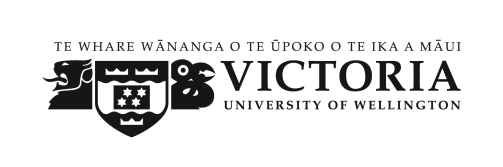 TE WHARE WĀNANGA O TE ŪPOKO O TE IKA A MĀUI
VICTORIA
UNIVERSITY OF WELLINGTON